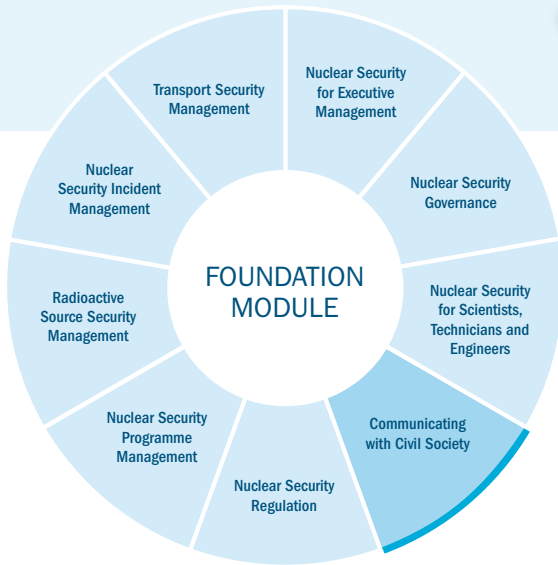 FOUNDATION
MODULE
Nuclear Security
for Executive
Management
Nuclear Security
Governance
Nuclear Security
for Scientists,
Technicians and
Engineers
Communicating
with Civil Society
Nuclear Security
Regulation
Nuclear Security
Programme
Management
Radioactive
Source Security
Management
Nuclear
Security Incident
Management
Transport Security
Management